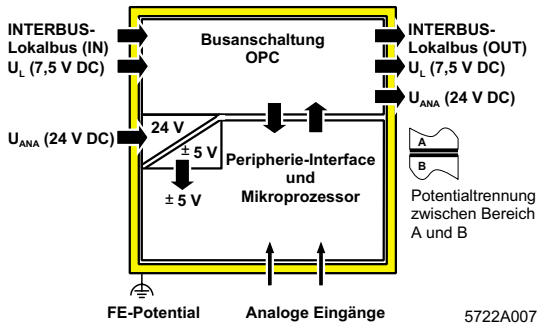 INTERBUS-
Lokalbus (IN)
U_L (7,5 V DC)
U_ANA (24 V DC)
Busanschaltung
OPC
24 V
± 5 V
± 5 V
Peripherie-Interface
und
Mikroprozessor
INTERBUS-
Lokalbus (OUT)
U_L (7,5 V DC)
U_ANA (24 V DC)
A
B
Potentialtrennung
zwischen Bereich
A und B
FE-Potential
Analoge Eingänge
5722A007